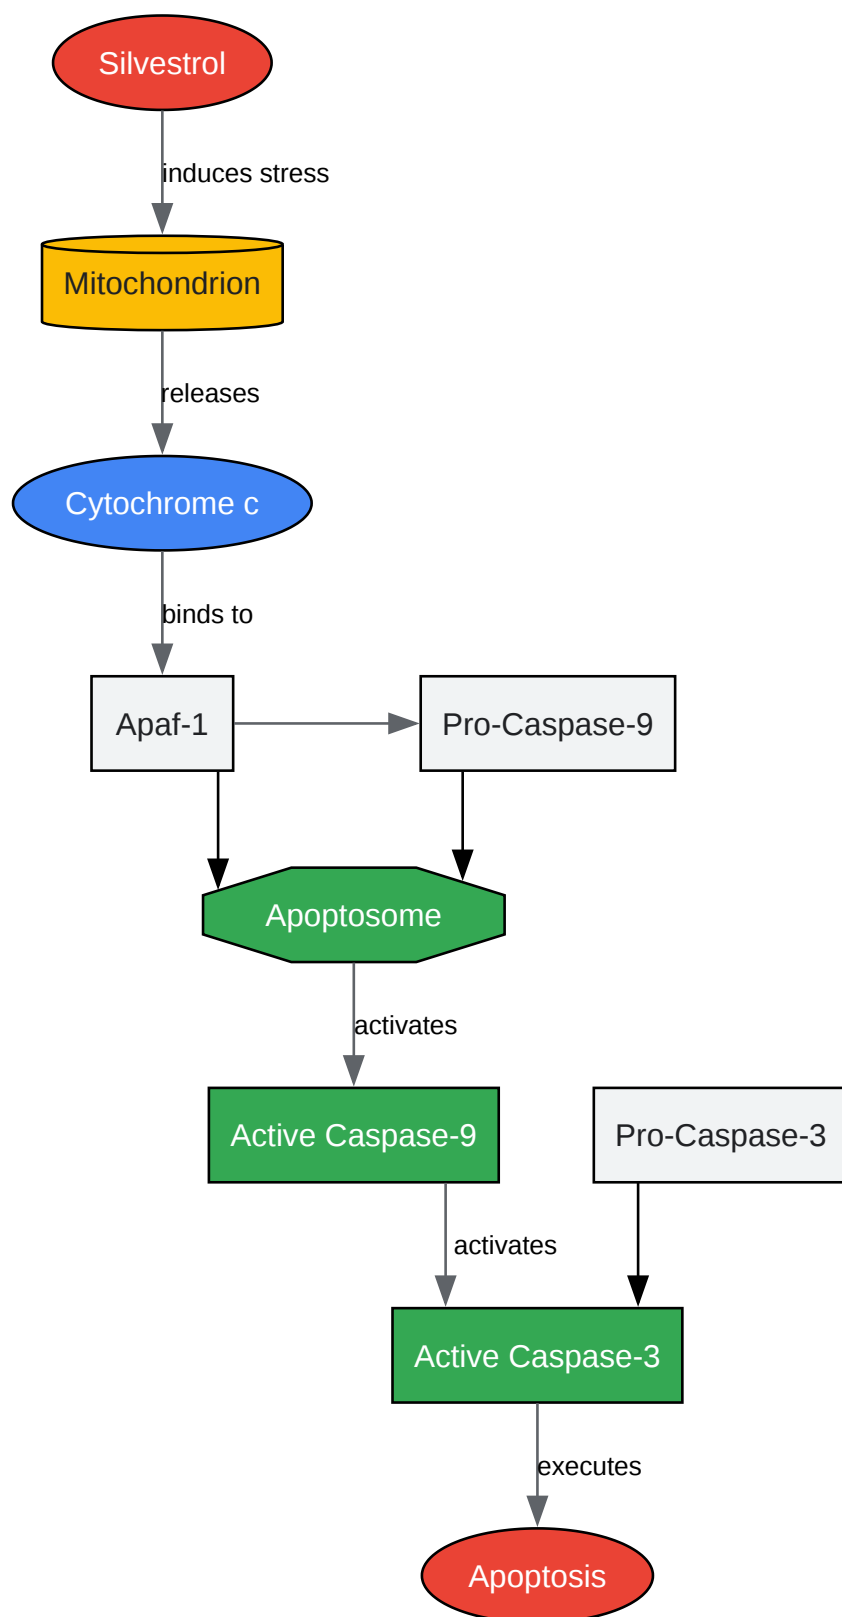 Silvestrol
induces stress
Mitochondrion
releases
Cytochrome c
binds to
Apaf-1
Pro-Caspase-9
Apoptosome
activates
Active Caspase-9
Pro-Caspase-3
activates
Active Caspase-3
executes
Apoptosis